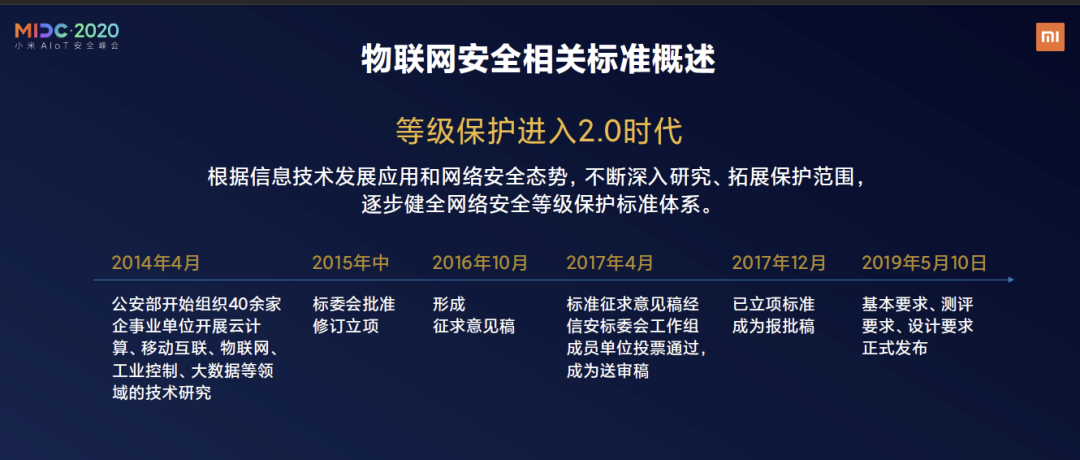 MIDC·2020
小米AIoT安全峰会
mi
物联网安全相关标准概述
等级保护进入2.0时代
根据信息技术发展应用和网络安全态势，不断深入研究、拓展保护范围，
逐步健全网络安全等级保护标准体系。
2014年4月
公安部开始组织40余家
企事业单位开展云计
算、移动互联、物联网、
工业控制、大数据等领
域的技术研究
2015年中
标委会批准
修订立项
2016年10月
形成
征求意见稿
2017年4月
标准征求意见稿经
信安标委会工作组
成员单位投票通过，
成为送审稿
2017年12月
已立项标准
成为报批稿
2019年5月10日
基本要求、测评
要求、设计要求
正式发布